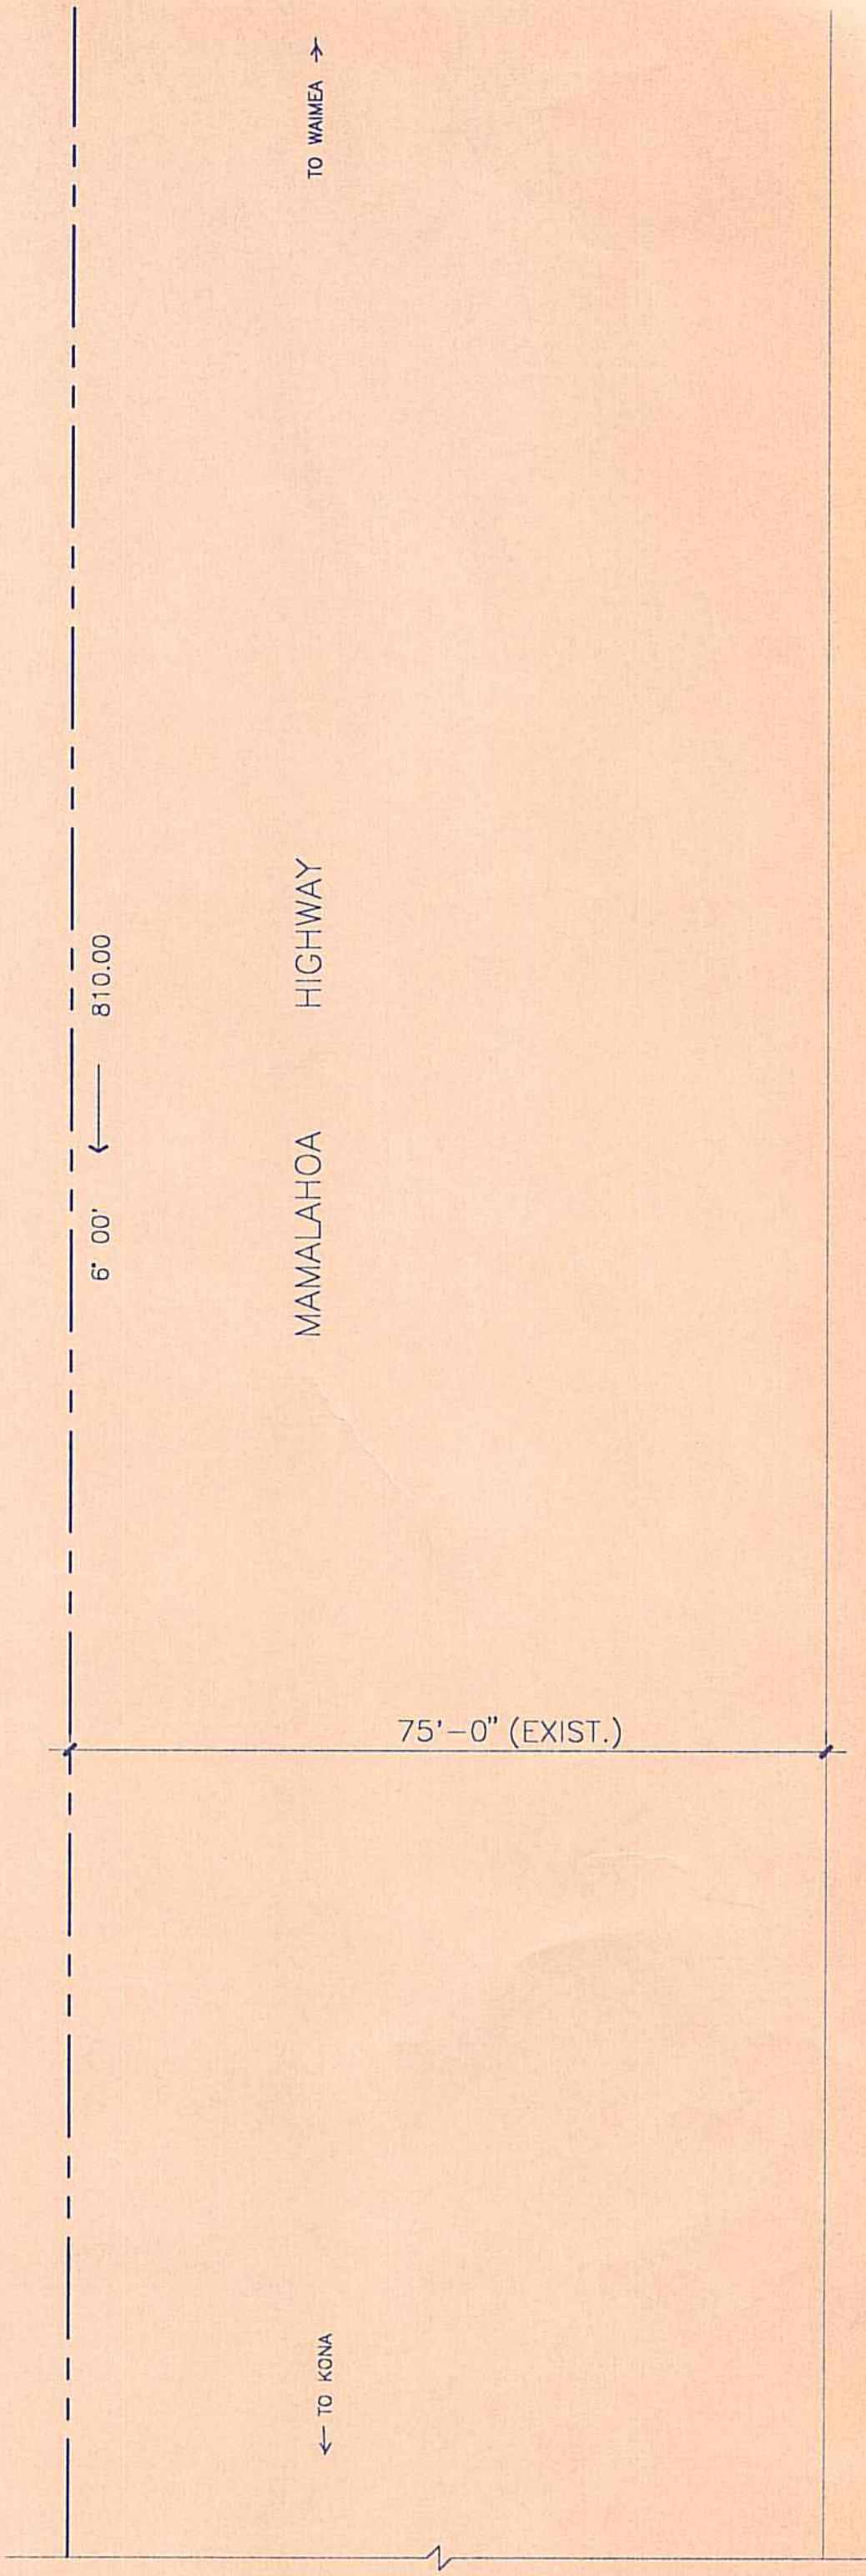 TO WAIMEA →
MAMALAHOA HIGHWAY
6° 00' ← 810.00
75'-0" (EXIST.)
← TO KONA